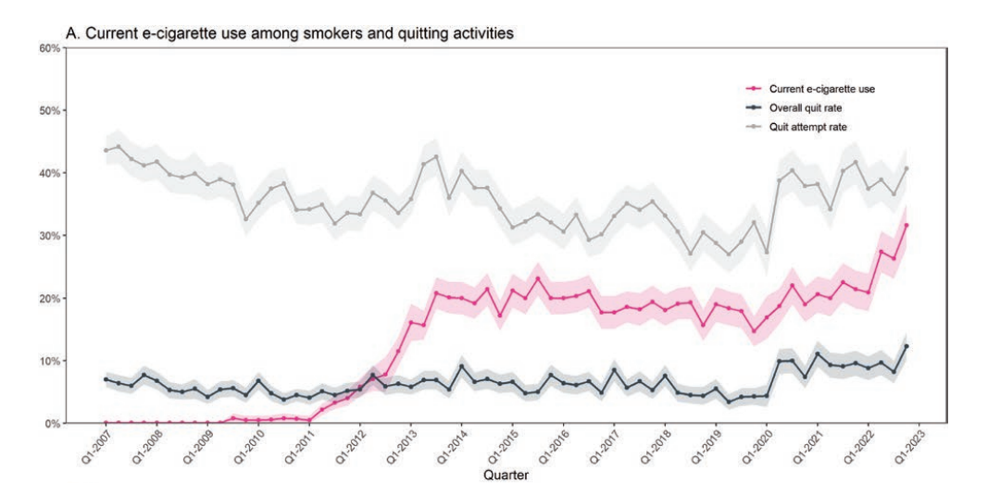 A. Current e-cigarette use among smokers and quitting activities
60%
50%
40%
30%
20%
10%
0%
Current e-cigarette use
Overall quit rate
Quit attempt rate
Q1-2007
Q1-2008
Q1-2009
Q1-2010
Q1-2011
Q1-2012
Q1-2013
Q1-2014
Q1-2015
Q1-2016
Q1-2017
Q1-2018
Q1-2019
Q1-2020
Q1-2021
Q1-2022
Q1-2023
Quarter